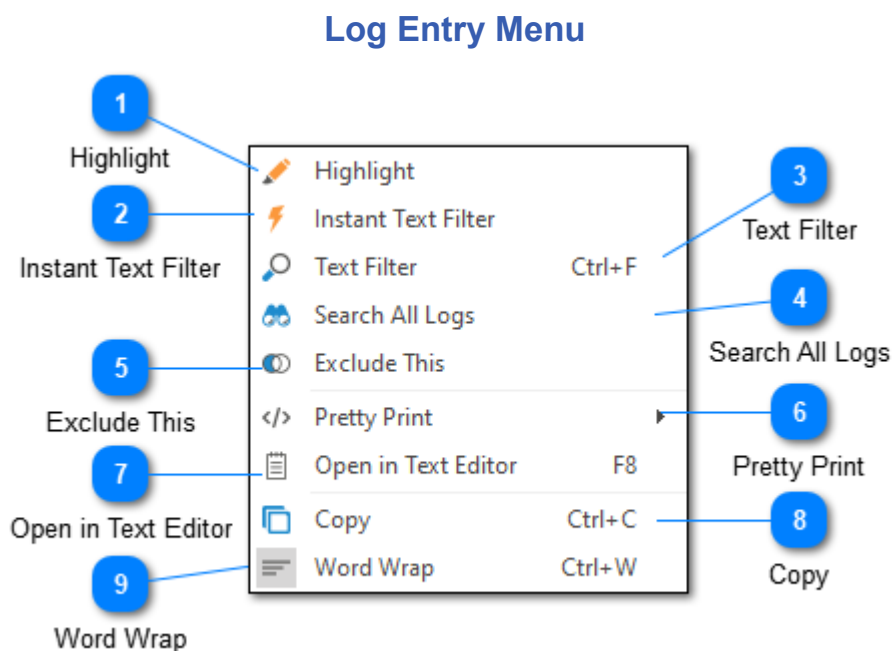 Log Entry Menu
1
Highlight
2
Instant Text Filter
3
Text Filter
4
Search All Logs
5
Exclude This
6
Pretty Print
7
Open in Text Editor
8
Copy
9
Word Wrap
Highlight
Instant Text Filter
Text Filter Ctrl+F
Search All Logs
Exclude This
</> Pretty Print
Open in Text Editor F8
Copy Ctrl+C
Word Wrap Ctrl+W